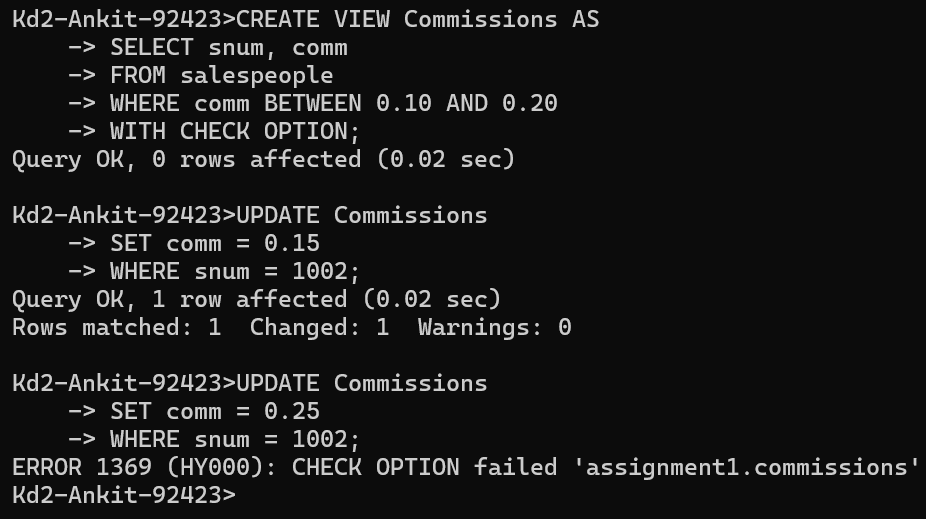 Kd2-Ankit-92423>CREATE VIEW Commissions AS
    -> SELECT snum, comm
    -> FROM salespeople
    -> WHERE comm BETWEEN 0.10 AND 0.20
    -> WITH CHECK OPTION;
Query OK, 0 rows affected (0.02 sec)

Kd2-Ankit-92423>UPDATE Commissions
    -> SET comm = 0.15
    -> WHERE snum = 1002;
Query OK, 1 row affected (0.02 sec)
Rows matched: 1  Changed: 1  Warnings: 0

Kd2-Ankit-92423>UPDATE Commissions
    -> SET comm = 0.25
    -> WHERE snum = 1002;
ERROR 1369 (HY000): CHECK OPTION failed 'assignment1.commissions'
Kd2-Ankit-92423>